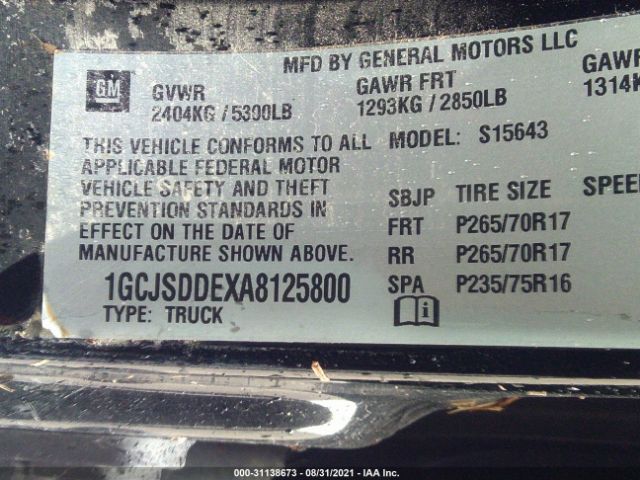 MFD BY GENERAL MOTORS LLC
GM
GVWR
2404KG / 5300LB
GAWR FRT
1293KG / 2850LB
GAWR
1314K
THIS VEHICLE CONFORMS TO ALL
APPLICABLE FEDERAL MOTOR
VEHICLE SAFETY AND THEFT
PREVENTION STANDARDS IN
EFFECT ON THE DATE OF
MANUFACTURE SHOWN ABOVE.
1GCJSDDEXA8125800
TYPE: TRUCK
MODEL: S15643
SBJP TIRE SIZE SPEE
FRT P265/70R17
RR P265/70R17
SPA P235/75R16
000-31138673 - 08/31/2021 - IAA Inc.